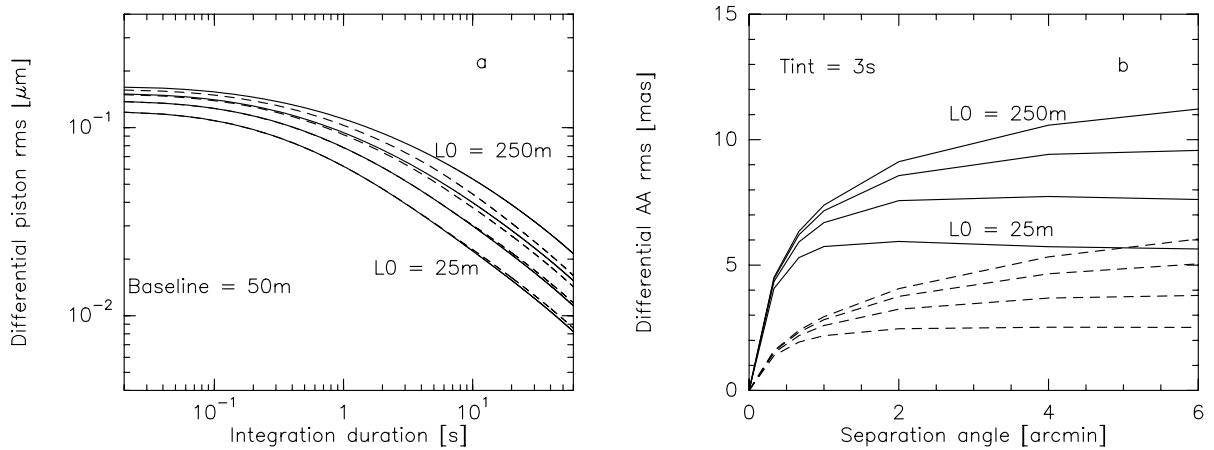 a
L0 = 250m
L0 = 25m
Baseline = 50m
Differential piston rms [μm]
10⁻¹
10⁻²
10⁻¹
1
10¹
Integration duration [s]
Tint = 3s
b
L0 = 250m
L0 = 25m
Differential AA rms [mas]
15
10
5
0
0
2
4
6
Separation angle [arcmin]